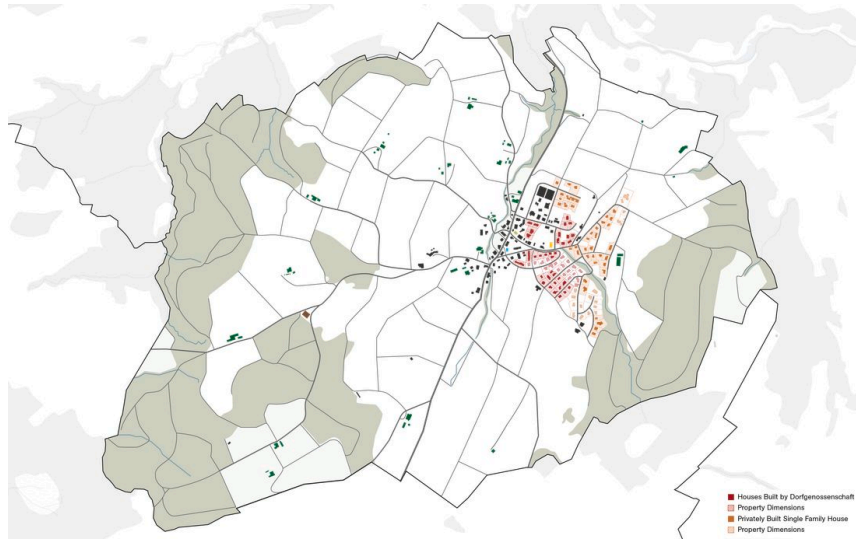 Houses Built by Dorfgenossenschaft
Property Dimensions
Privately Built Single Family House
Property Dimensions